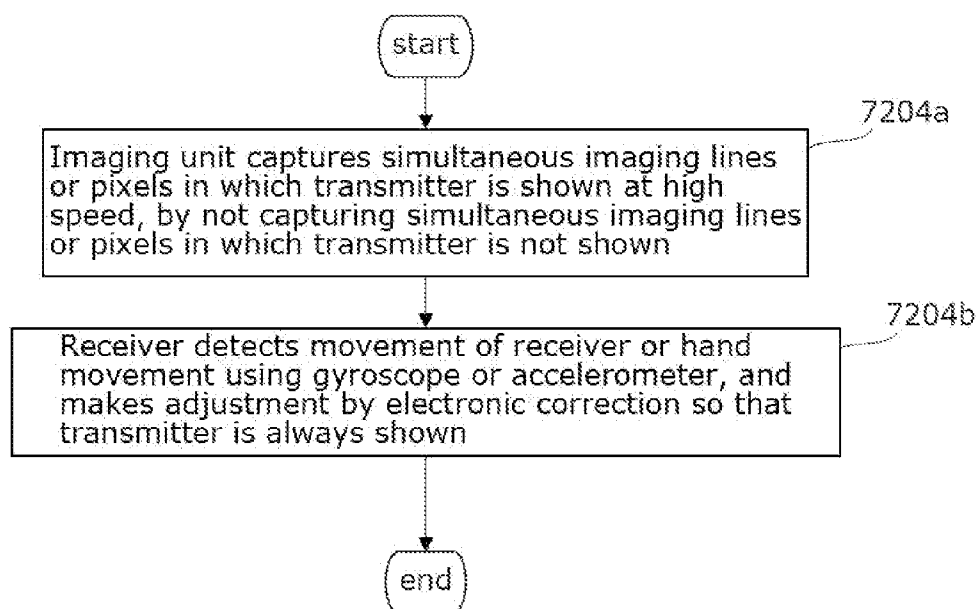 start
7204a
Imaging unit captures simultaneous imaging lines
or pixels in which transmitter is shown at high
speed, by not capturing simultaneous imaging lines
or pixels in which transmitter is not shown
7204b
Receiver detects movement of receiver or hand
movement using gyroscope or accelerometer, and
makes adjustment by electronic correction so that
transmitter is always shown
end